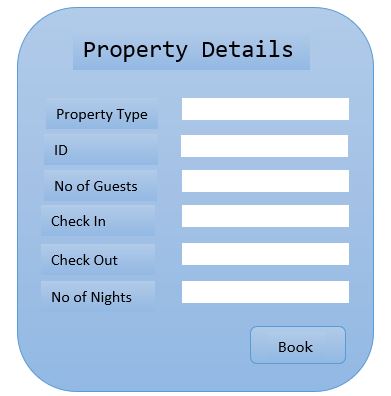 Property Details
Property Type
ID
No of Guests
Check In
Check Out
No of Nights
Book